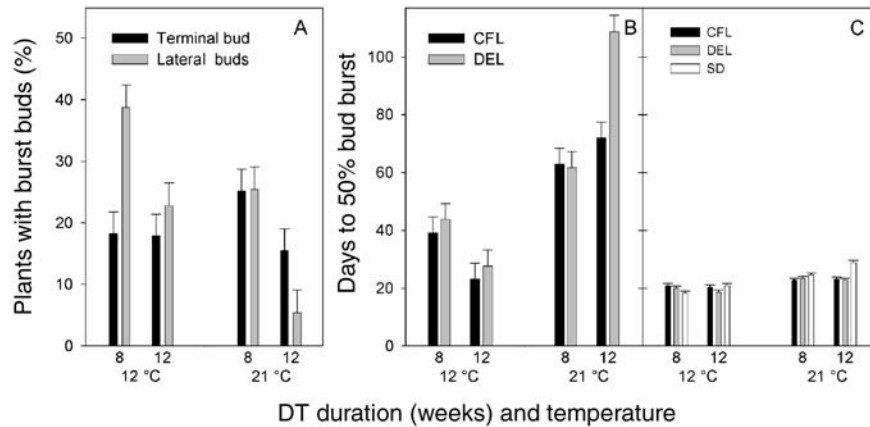 A
Terminal bud
Lateral buds
Plants with burst buds (%)
50
40
30
20
10
0
8 12 8 12
12 °C 21 °C
B
CFL
DEL
Days to 50% bud burst
100
80
60
40
20
0
8 12 8 12
12 °C 21 °C
C
CFL
DEL
SD
8 12 8 12
12 °C 21 °C
DT duration (weeks) and temperature